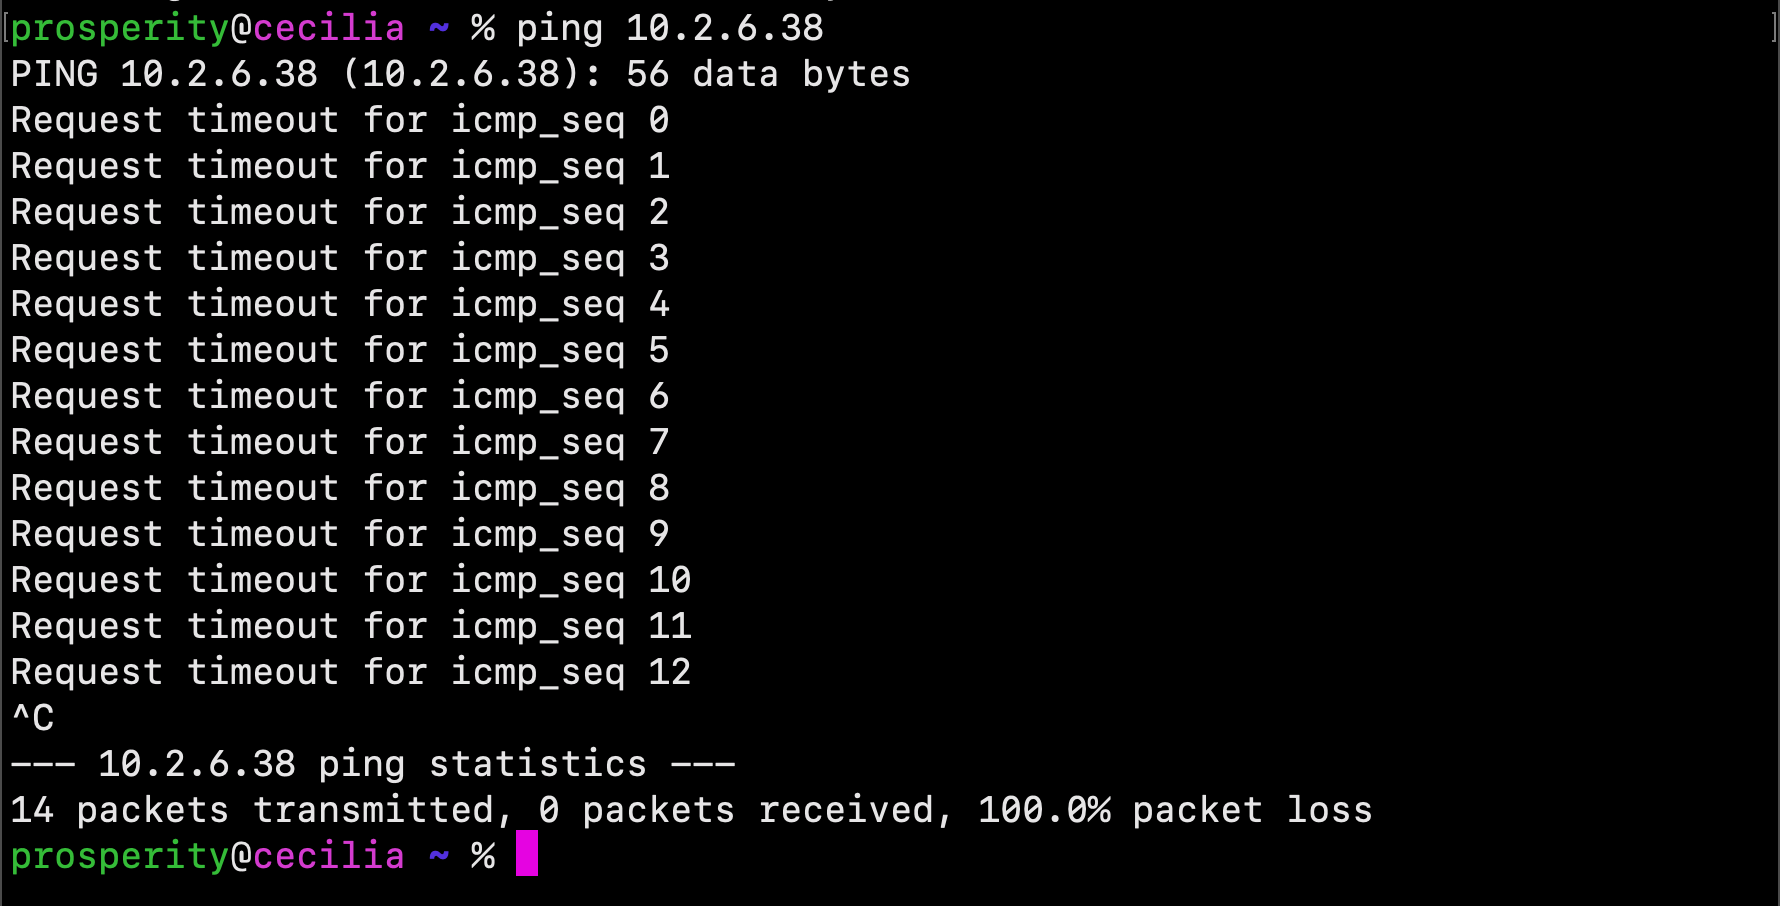 [prosperity@cecilia ~ % ping 10.2.6.38 ]
PING 10.2.6.38 (10.2.6.38): 56 data bytes
Request timeout for icmp_seq 0
Request timeout for icmp_seq 1
Request timeout for icmp_seq 2
Request timeout for icmp_seq 3
Request timeout for icmp_seq 4
Request timeout for icmp_seq 5
Request timeout for icmp_seq 6
Request timeout for icmp_seq 7
Request timeout for icmp_seq 8
Request timeout for icmp_seq 9
Request timeout for icmp_seq 10
Request timeout for icmp_seq 11
Request timeout for icmp_seq 12
^C
--- 10.2.6.38 ping statistics ---
14 packets transmitted, 0 packets received, 100.0% packet loss
prosperity@cecilia ~ %